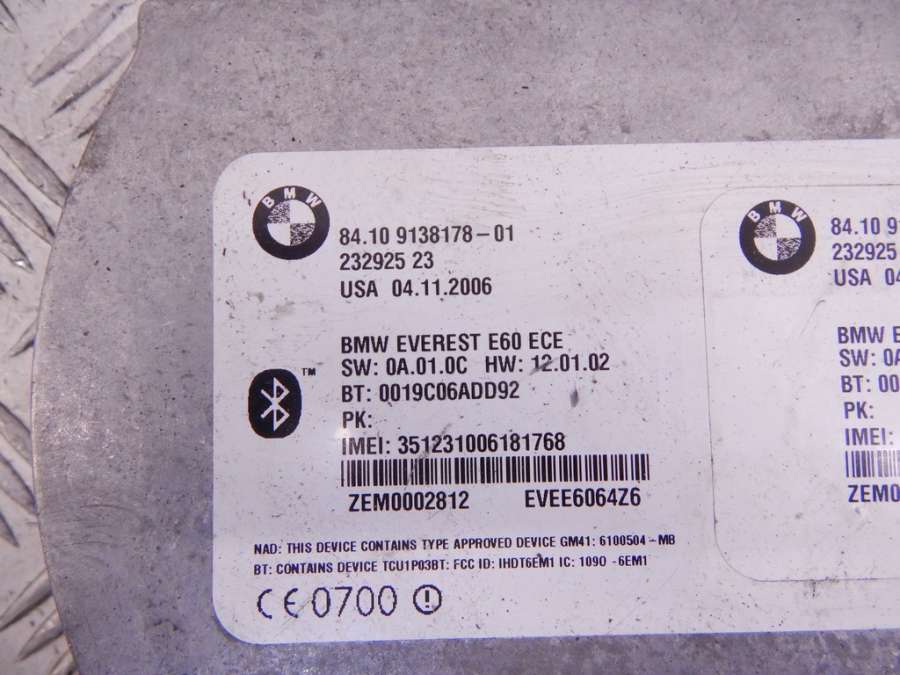 BMW
84.10 9138178-01
232925 23
USA 04.11.2006
BMW EVEREST E60 ECE
SW: 0A.01.0C HW: 12.01.02
TM
BT: 0019C06ADD92
PK:
IMEI: 351231006181768
ZEM0002812 EVEE6064Z6
NAD: THIS DEVICE CONTAINS TYPE APPROVED DEVICE GM41: 6100504-MB
BT: CONTAINS DEVICE TCU1P03BT: FCC ID: IHDT6EM1 IC: 1090-6EM1
CE0700
BMW
84.10 9
232925
USA 04
BMW E
SW: 0A
BT: 00
PK:
IMEI:
ZEM0